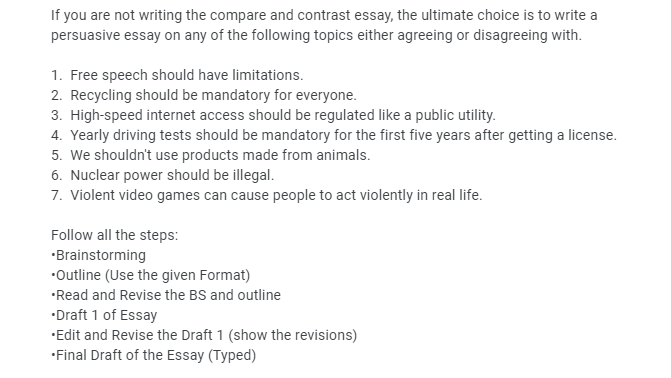 If you are not writing the compare and contrast essay, the ultimate choice is to write a
persuasive essay on any of the following topics either agreeing or disagreeing with.
1. Free speech should have limitations.
2. Recycling should be mandatory for everyone.
3. High-speed internet access should be regulated like a public utility.
4. Yearly driving tests should be mandatory for the first five years after getting a license.
5. We shouldn't use products made from animals.
6. Nuclear power should be illegal.
7. Violent video games can cause people to act violently in real life.
Follow all the steps:
•Brainstorming
•Outline (Use the given Format)
•Read and Revise the BS and outline
•Draft 1 of Essay
•Edit and Revise the Draft 1 (show the revisions)
•Final Draft of the Essay (Typed)